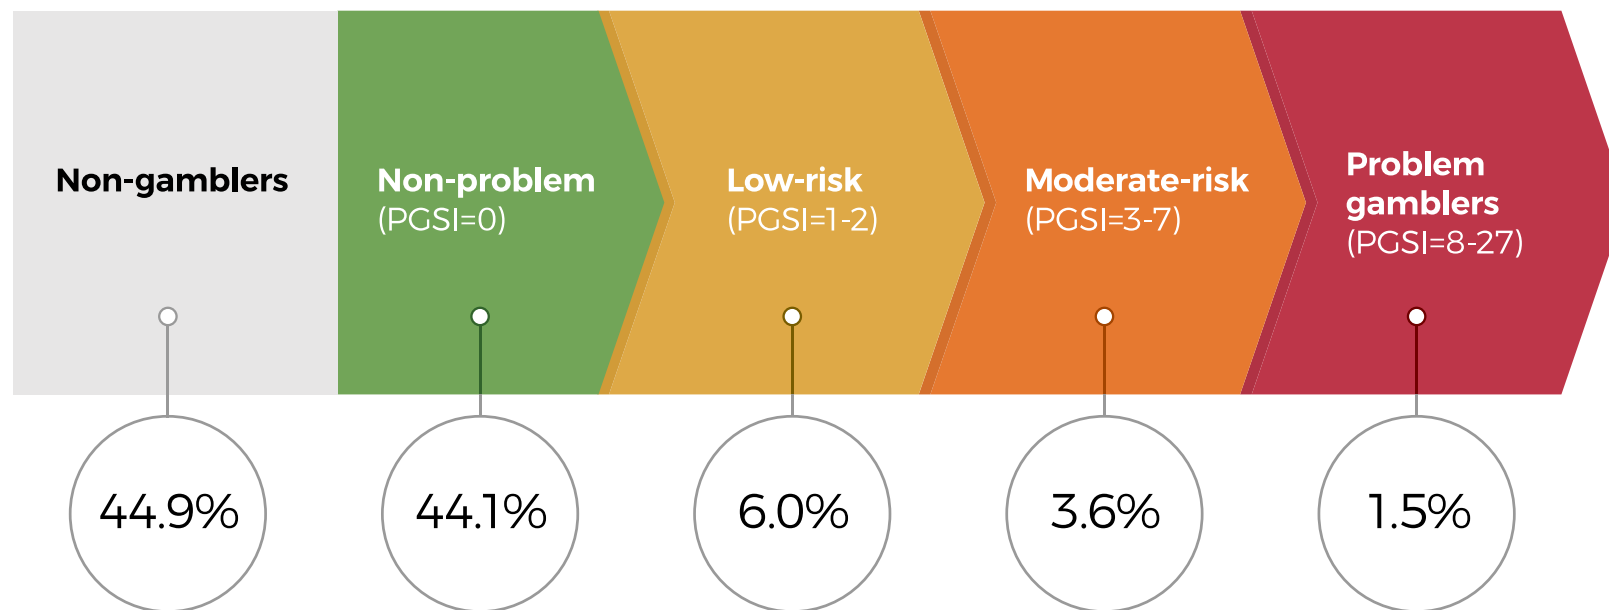 Non-gamblers
Non-problem
(PGSI=0)
Low-risk
(PGSI=1-2)
Moderate-risk
(PGSI=3-7)
Problem
gamblers
(PGSI=8-27)
44.9%
44.1%
6.0%
3.6%
1.5%